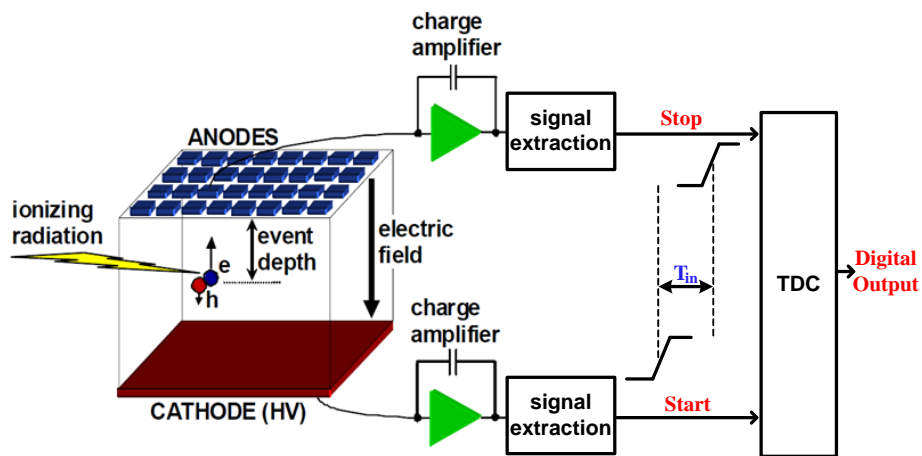 charge
amplifier
ANODES
signal
extraction
Stop
ionizing
radiation
event
depth
electric
field
e
h
T_in
TDC
Digital
Output
charge
amplifier
CATHODE (HV)
signal
extraction
Start